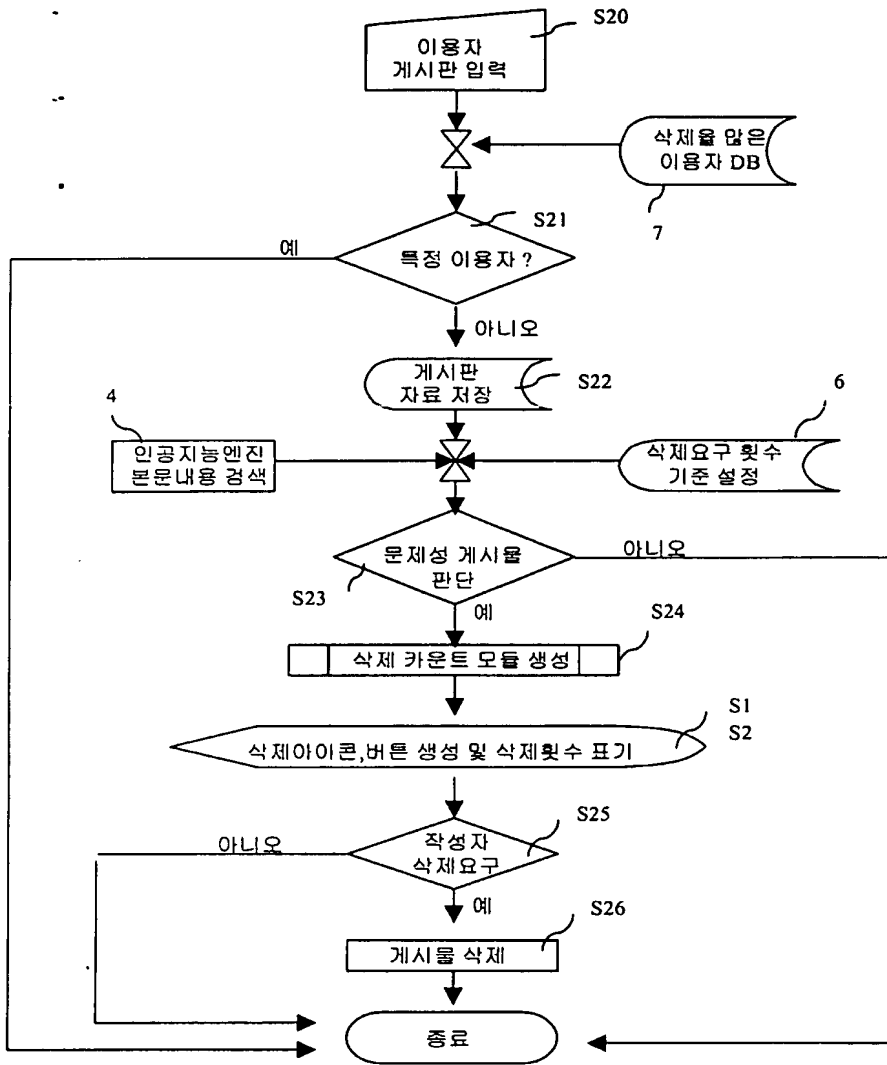 S20
이용자
게시판 입력
삭제율 많은
이용자 DB
7
S21
예
특정 이용자 ?
아니오
게시판
자료 저장
S22
4
6
인공지능엔진
본문내용 검색
삭제요구 횟수
기준 설정
문제성 게시물
판단
아니오
S23
예
S24
삭제 카운트 모듈 생성
S1
S2
삭제아이콘,버튼 생성 및 삭제횟수 표기
S25
아니오
작성자
삭제요구
예
S26
게시물 삭제
종료